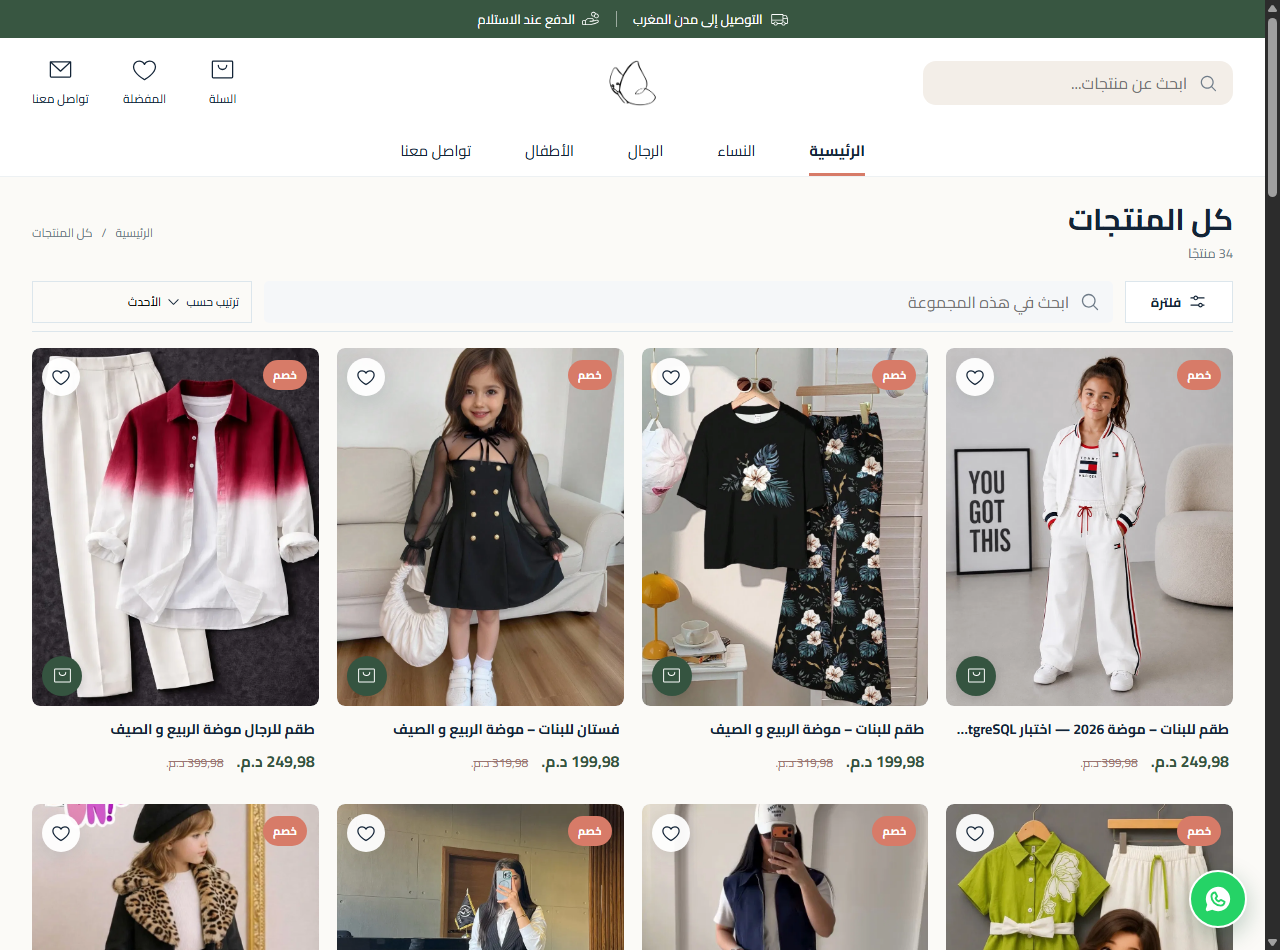 التوصيل إلى مدن المغرب
الدفع عند الاستلام
ابحث عن منتجات...
السلة
المفضلة
تواصل معنا
الرئيسية
النساء
الرجال
الأطفال
تواصل معنا
كل المنتجات
34 منتجًا
الرئيسية / كل المنتجات
فلترة
ابحث في هذه المجموعة
ترتيب حسب الأحدث
خصم
خصم
خصم
خصم
YOU
GOT
THIS
طقم للبنات – موضة 2026 — اختبار tgreSQL...
249,98 د.م. 399,98 د.م.
طقم للبنات – موضة الربيع و الصيف
199,98 د.م. 319,98 د.م.
فستان للبنات – موضة الربيع و الصيف
199,98 د.م. 319,98 د.م.
طقم للرجال موضة الربيع و الصيف
249,98 د.م. 399,98 د.م.
خصم
خصم
خصم
خصم